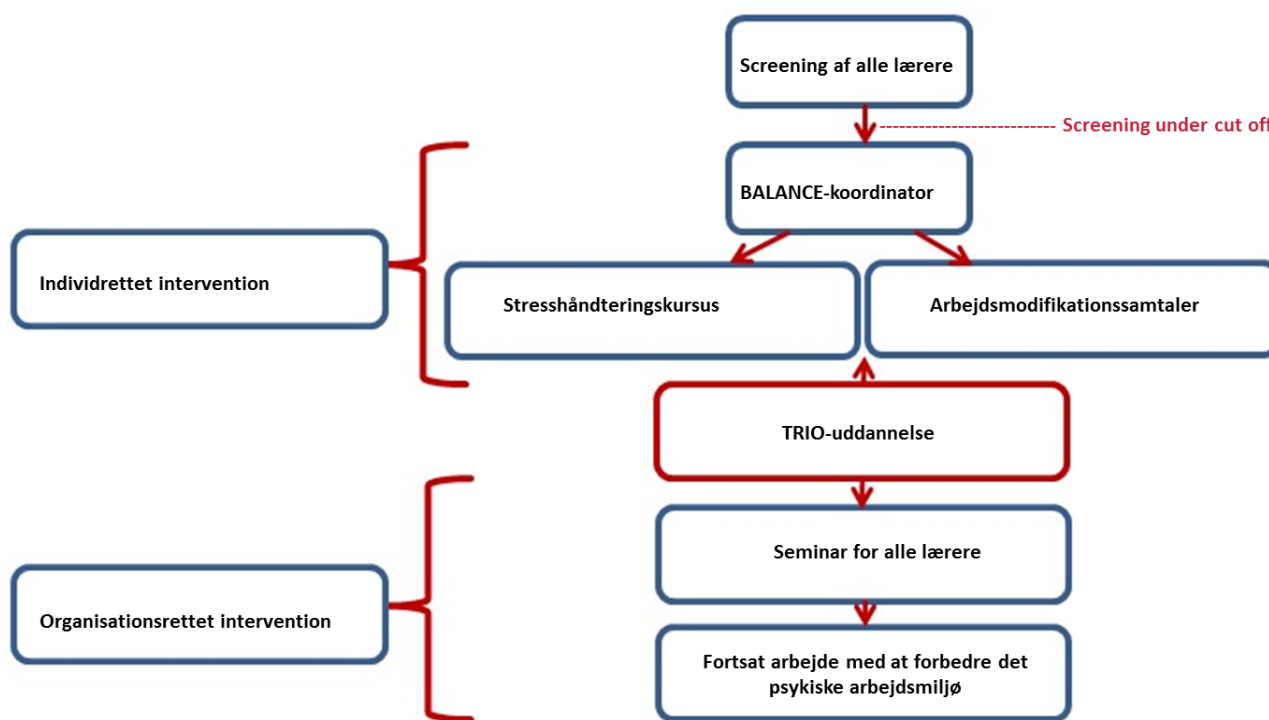 Screening af alle lærere
--------------------------- Screening under cut off
BALANCE-koordinator
Individrettet intervention
Stresshåndteringskursus
Arbejdsmodifikationssamtaler
TRIO-uddannelse
Seminar for alle lærere
Organisationsrettet intervention
Fortsat arbejde med at forbedre det
psykiske arbejdsmiljø